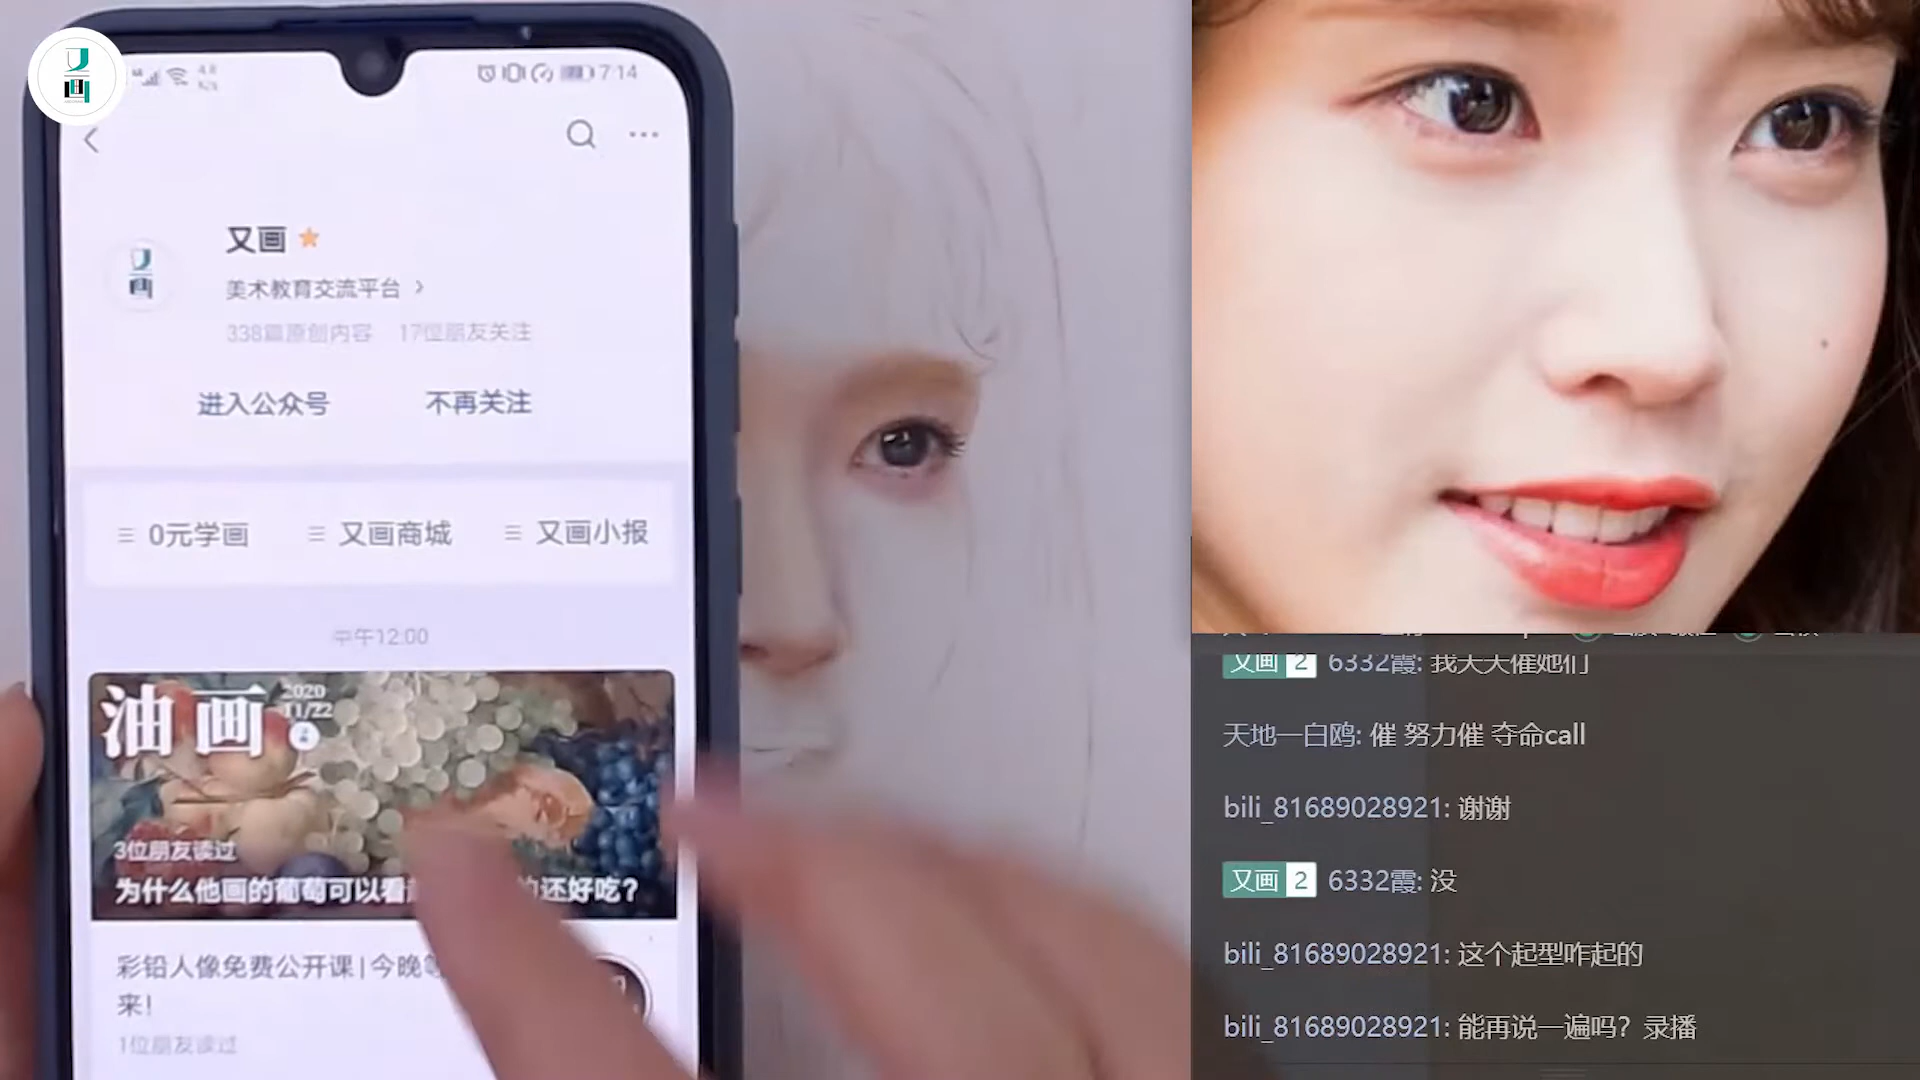 7:14
又画
美术教育交流平台
338篇原创内容 17位朋友关注
进入公众号 不再关注
0元学画 又画商城 又画小报
中午12:00
油画
2020
11/22
3位朋友读过
为什么他画的葡萄可以看 还好吃?
彩铅人像免费公开课|今晚
来!
1位朋友读过
又画 2 6332霞: 我天天催她们
天地一白鸥: 催 努力催 夺命call
bili_81689028921: 谢谢
又画 2 6332霞: 没
bili_81689028921: 这个起型咋起的
bili_81689028921: 能再说一遍吗? 录播